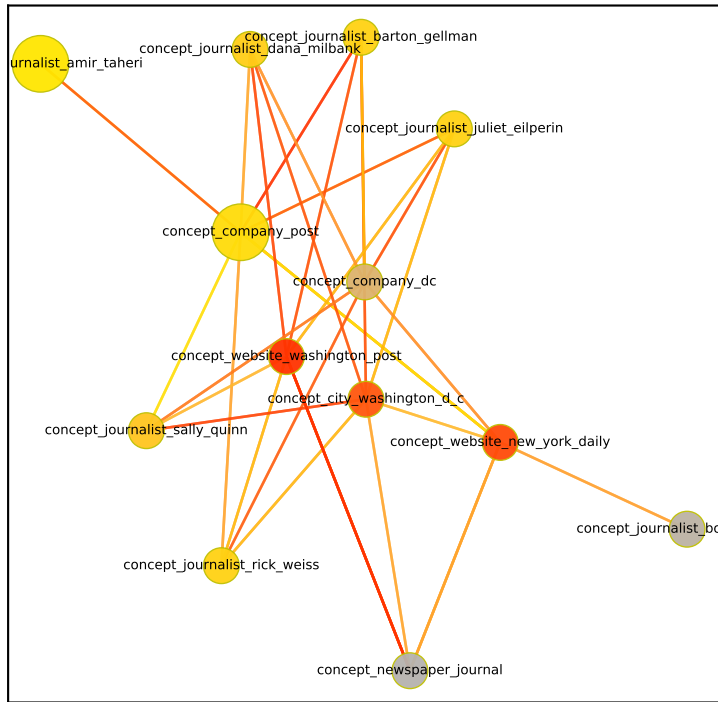 concept_journalist_barton_gellman
concept_journalist_dana_milbank
urnalist_amir_taheri
concept_journalist_juliet_eilperin
concept_company_post
concept_company_dc
concept_website_washington_post
concept_city_washington_d_c
concept_journalist_sally_quinn
concept_website_new_york_daily
concept_journalist_bo
concept_journalist_rick_weiss
concept_newspaper_journal